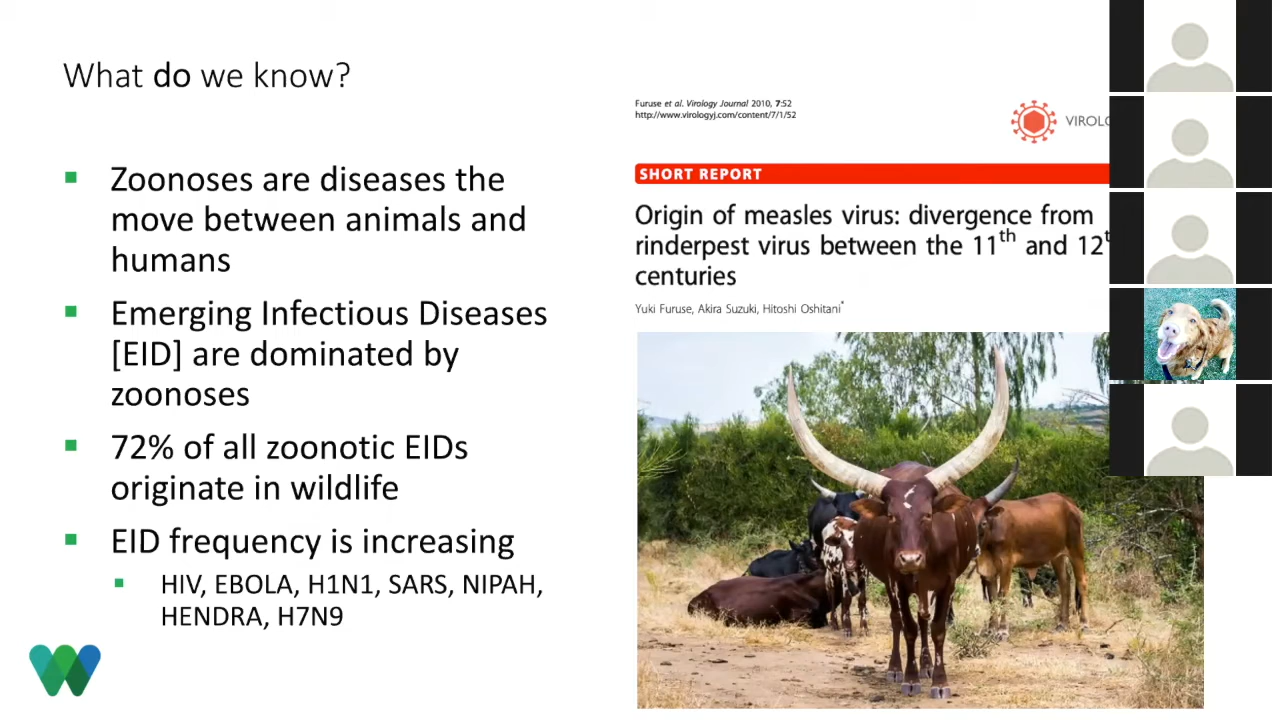 What do we know?
Zoonoses are diseases the
move between animals and
humans
Emerging Infectious Diseases
[EID] are dominated by
zoonoses
72% of all zoonotic EIDs
originate in wildlife
EID frequency is increasing
HIV, EBOLA, H1N1, SARS, NIPAH,
HENDRA, H7N9
Furuse et al. Virology Journal 2010, 7:52
http://www.virologyj.com/content/7/1/52
SHORT REPORT
Origin of measles virus: divergence from
rinderpest virus between the 11th and 12
centuries
Yuki Furuse, Akira Suzuki, Hitoshi Oshitani*